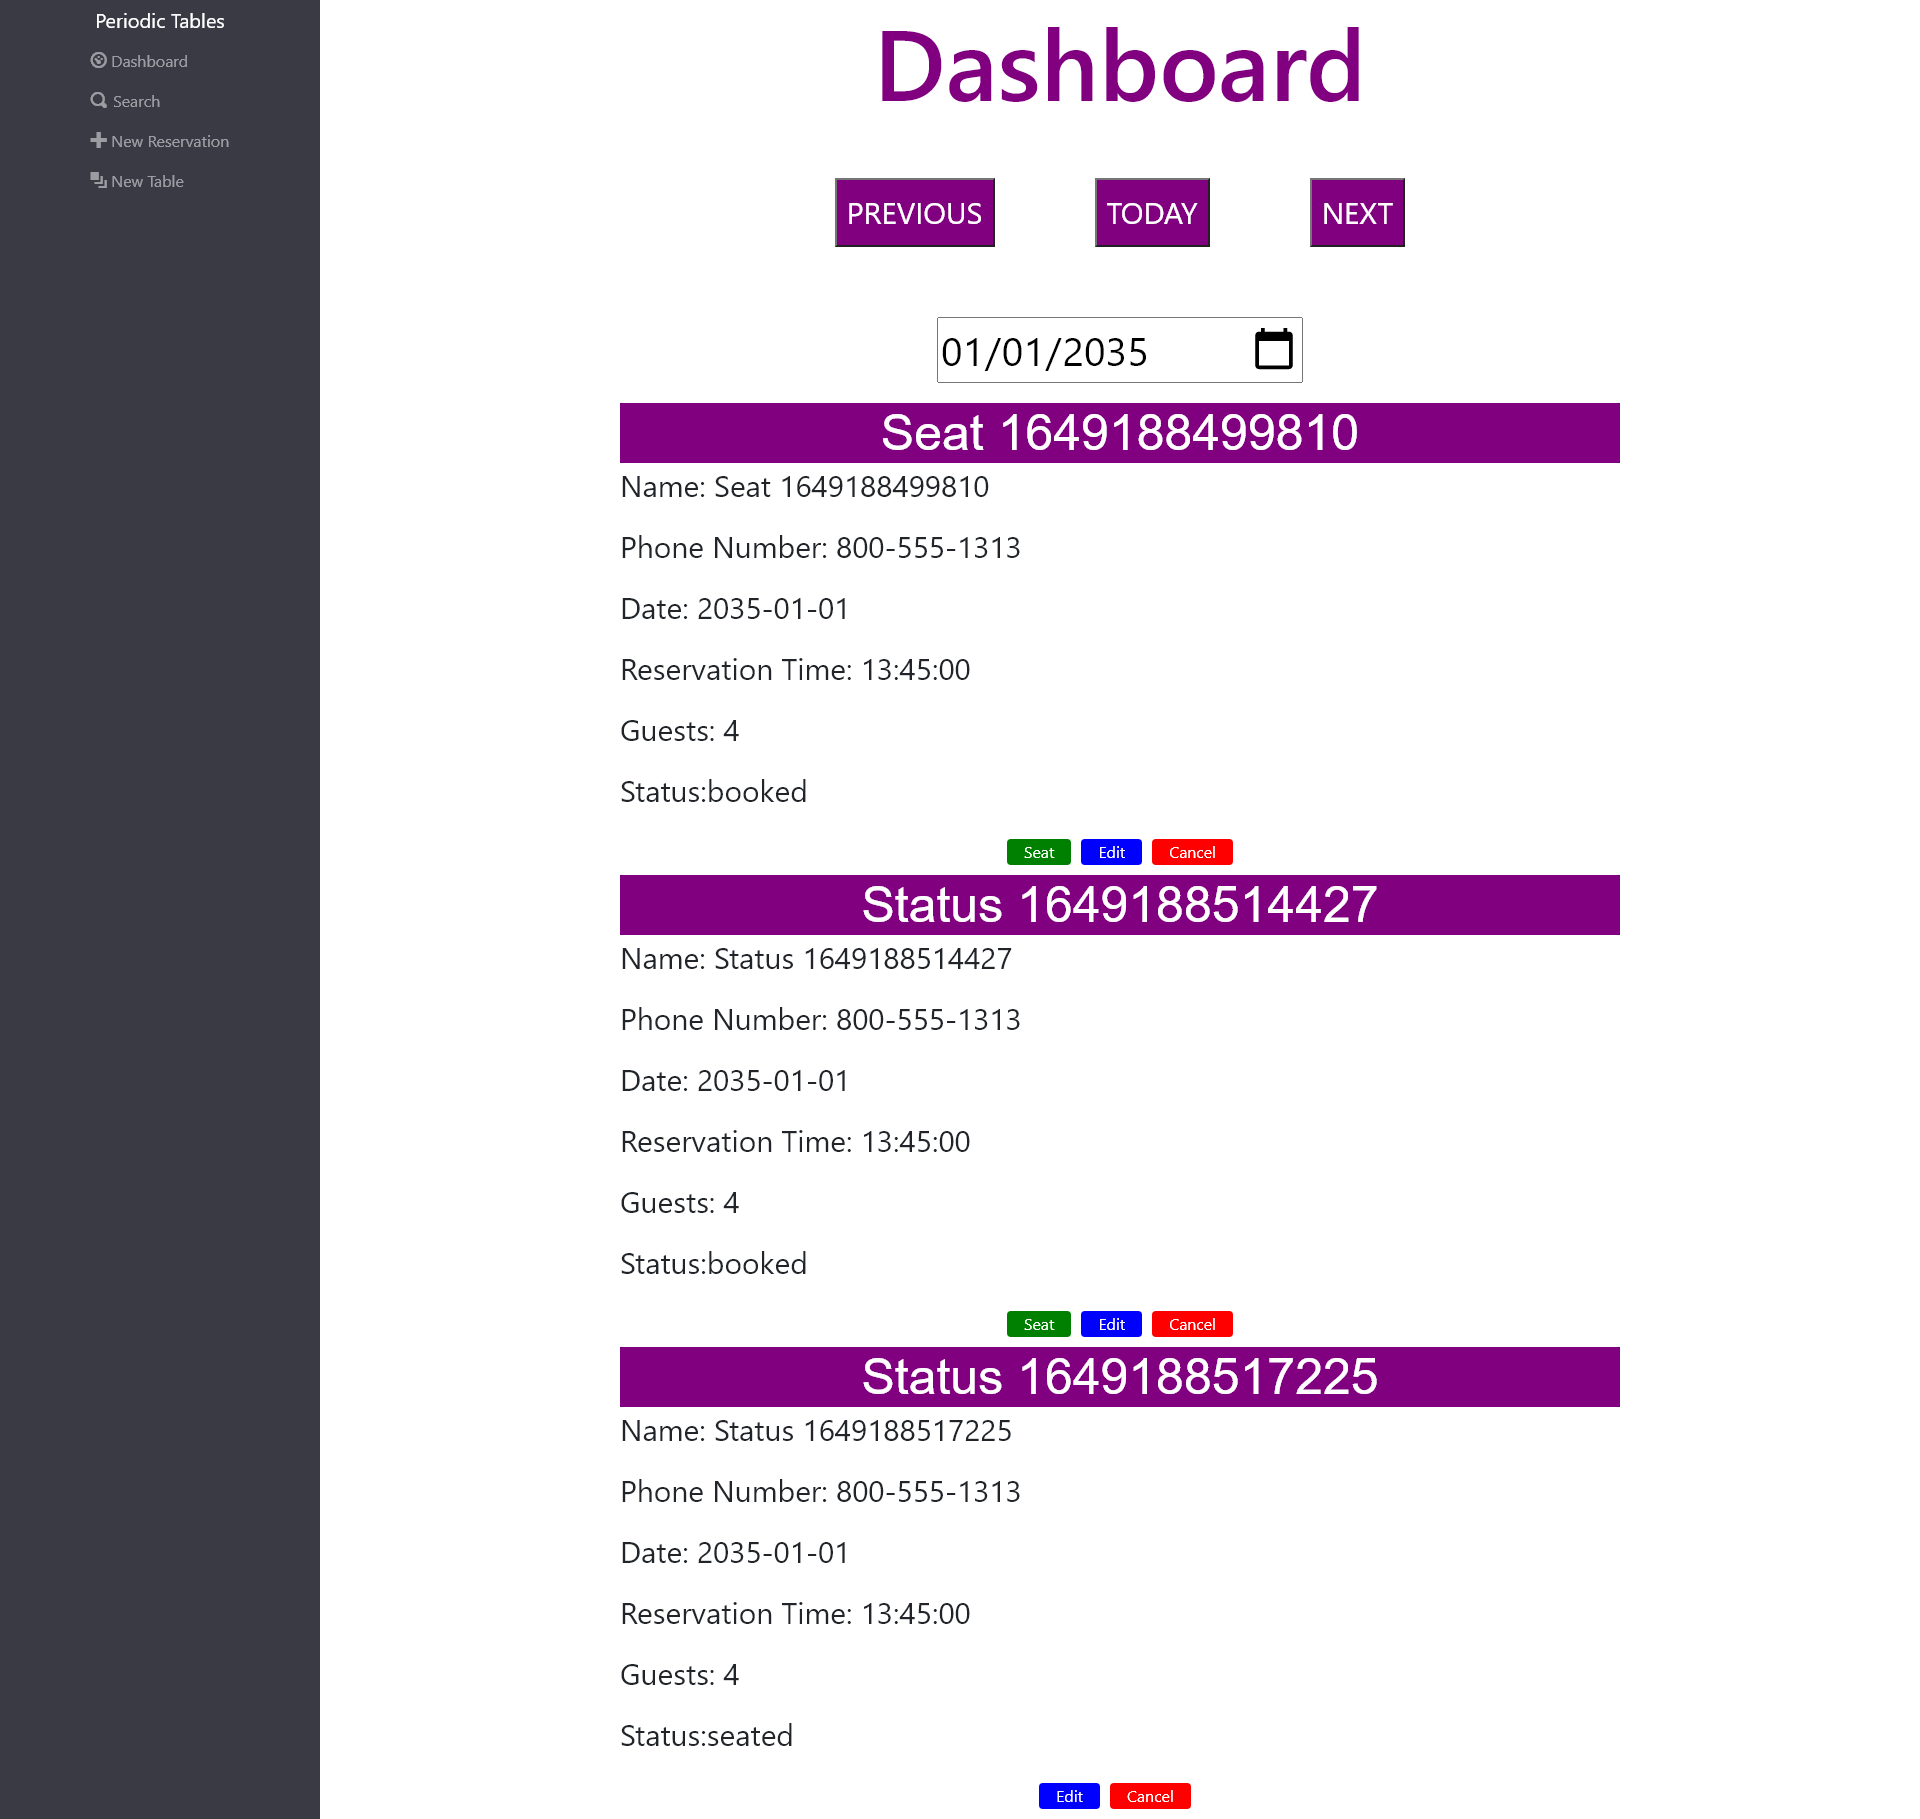 Periodic Tables
Dashboard
Search
New Reservation
New Table
Dashboard
PREVIOUS TODAY NEXT
01/01/2035
Seat 1649188499810
Name: Seat 1649188499810
Phone Number: 800-555-1313
Date: 2035-01-01
Reservation Time: 13:45:00
Guests: 4
Status:booked
Seat Edit Cancel
Status 1649188514427
Name: Status 1649188514427
Phone Number: 800-555-1313
Date: 2035-01-01
Reservation Time: 13:45:00
Guests: 4
Status:booked
Seat Edit Cancel
Status 1649188517225
Name: Status 1649188517225
Phone Number: 800-555-1313
Date: 2035-01-01
Reservation Time: 13:45:00
Guests: 4
Status:seated
Edit Cancel